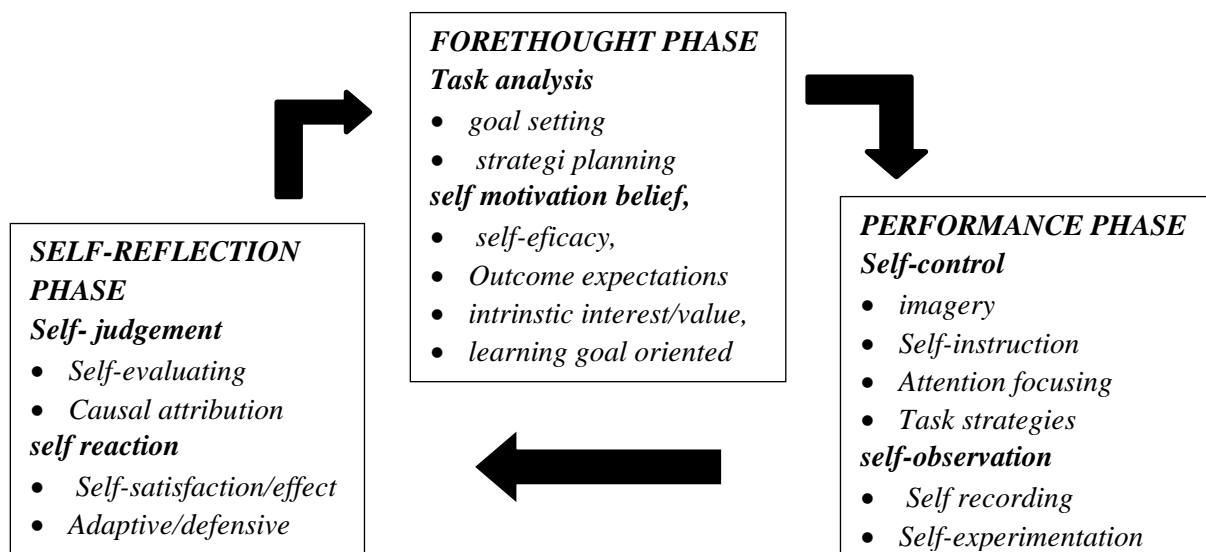 FORETHOUGHT PHASE
Task analysis
• goal setting
• strategi planning
self motivation belief,
• self-eficacy,
• Outcome expectations
• intrinstic interest/value,
• learning goal oriented
SELF-REFLECTION
PHASE
Self- judgement
• Self-evaluating
• Causal attribution
self reaction
• Self-satisfaction/effect
• Adaptive/defensive
PERFORMANCE PHASE
Self-control
• imagery
• Self-instruction
• Attention focusing
• Task strategies
self-observation
• Self recording
• Self-experimentation